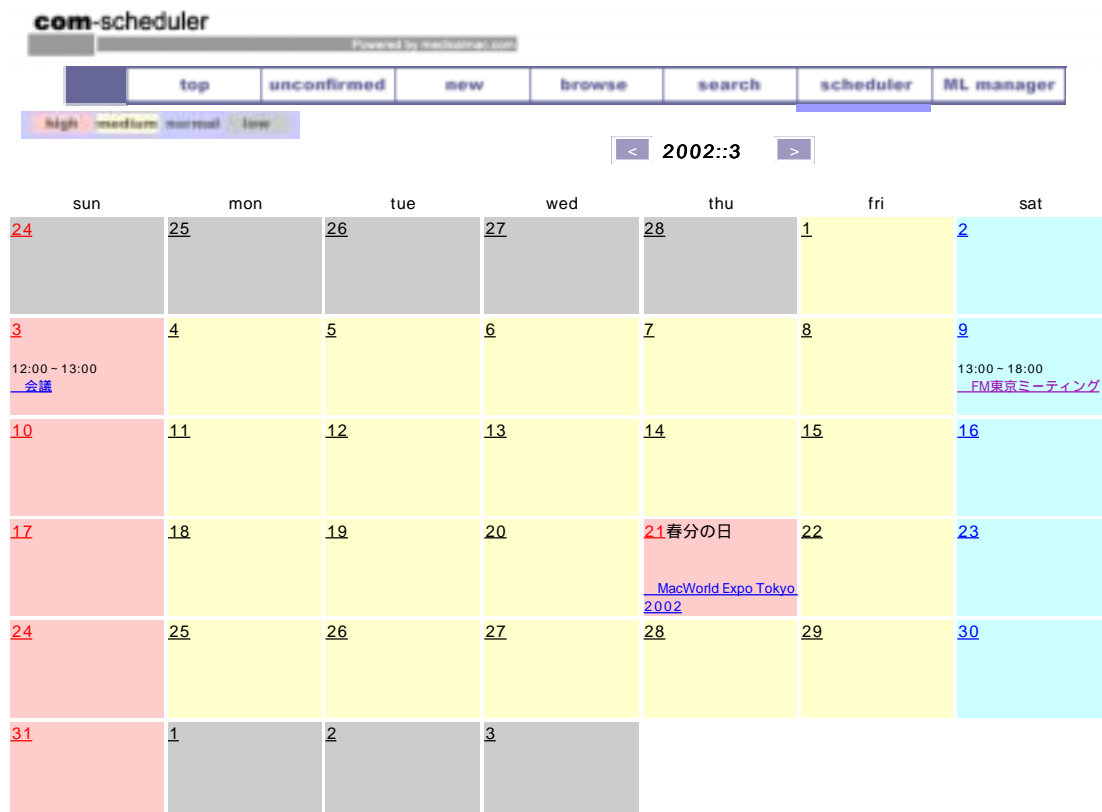 com-scheduler
Powered by medicalmac.com
top unconfirmed new browse search scheduler ML manager
high medium normal low
< 2002::3 >
sun mon tue wed thu fri sat
24 25 26 27 28 1 2
3 4 5 6 7 8 9
12:00~13:00 13:00~18:00
会議 FM東京ミーティング
10 11 12 13 14 15 16
17 18 19 20 21春分の日 22 23
MacWorld Expo Tokyo
2002
24 25 26 27 28 29 30
31 1 2 3